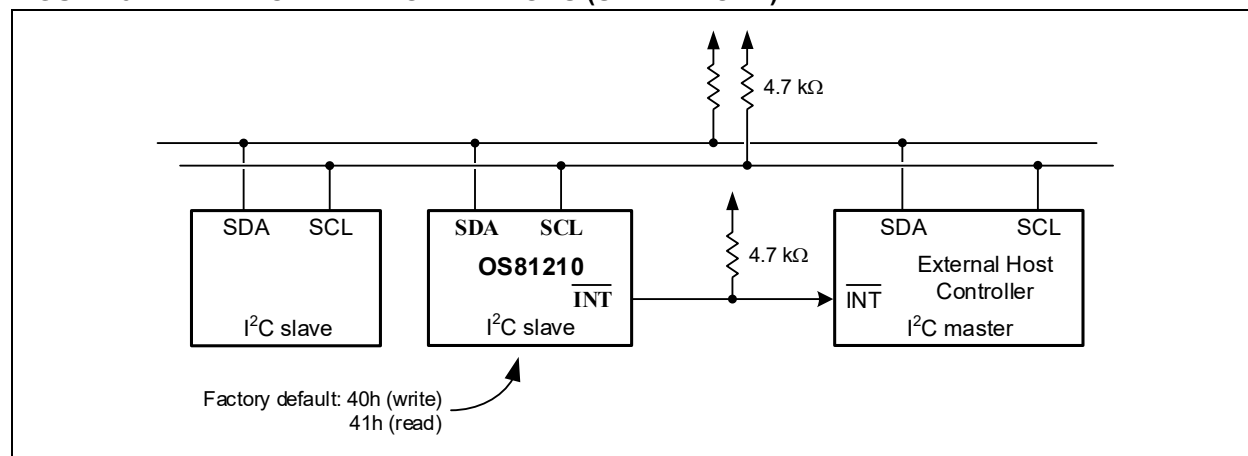 4.7 kΩ
SDA SCL
I²C slave
SDA SCL
OS81210
INT
I²C slave
4.7 kΩ
SDA SCL
External Host
Controller
INT
I²C master
Factory default: 40h (write)
41h (read)